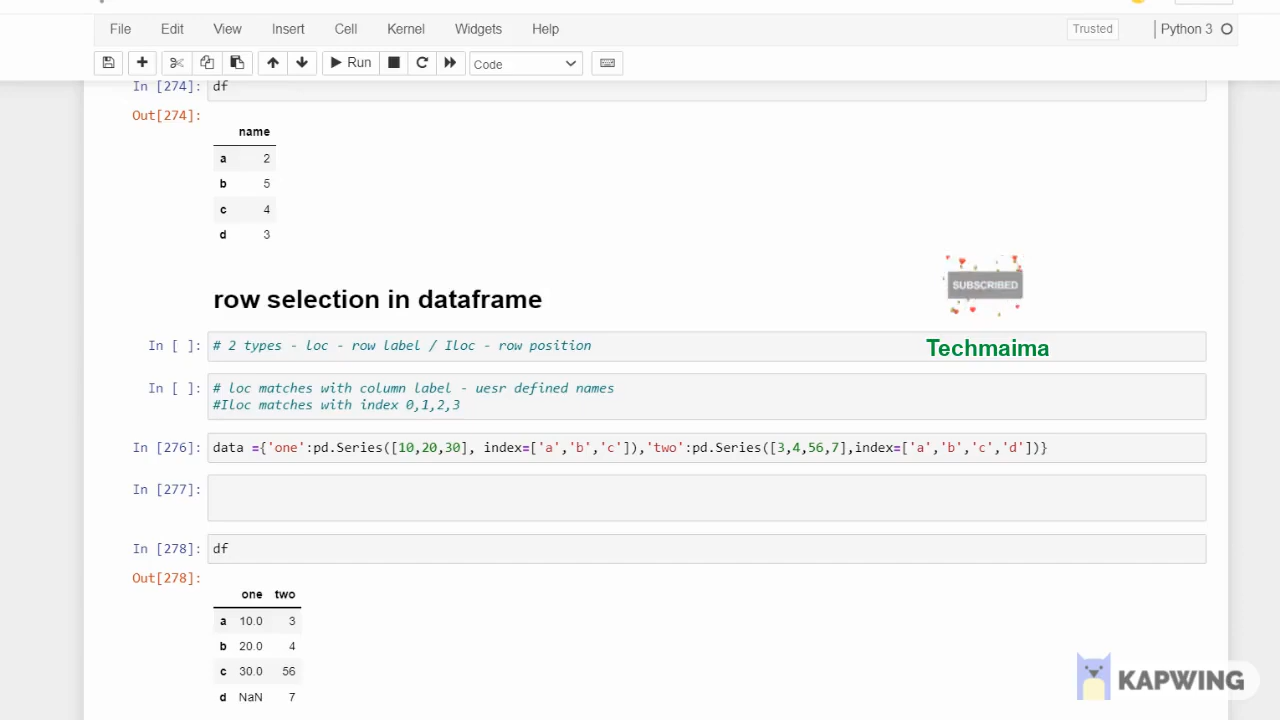 File Edit View Insert Cell Kernel Widgets Help Trusted Python 3
Run Code
In [274]: df
Out[274]:
name
a 2
b 5
c 4
d 3
row selection in dataframe
SUBSCRIBED
In [ ]: # 2 types - loc - row label / Iloc - row position
Techmaima
In [ ]: # loc matches with column label - uesr defined names
#Iloc matches with index 0,1,2,3
In [276]: data ={'one':pd.Series([10,20,30], index=['a','b','c']),'two':pd.Series([3,4,56,7],index=['a','b','c','d'])}
In [277]:
In [278]: df
Out[278]:
one two
a 10.0 3
b 20.0 4
c 30.0 56
d NaN 7
KAPWING